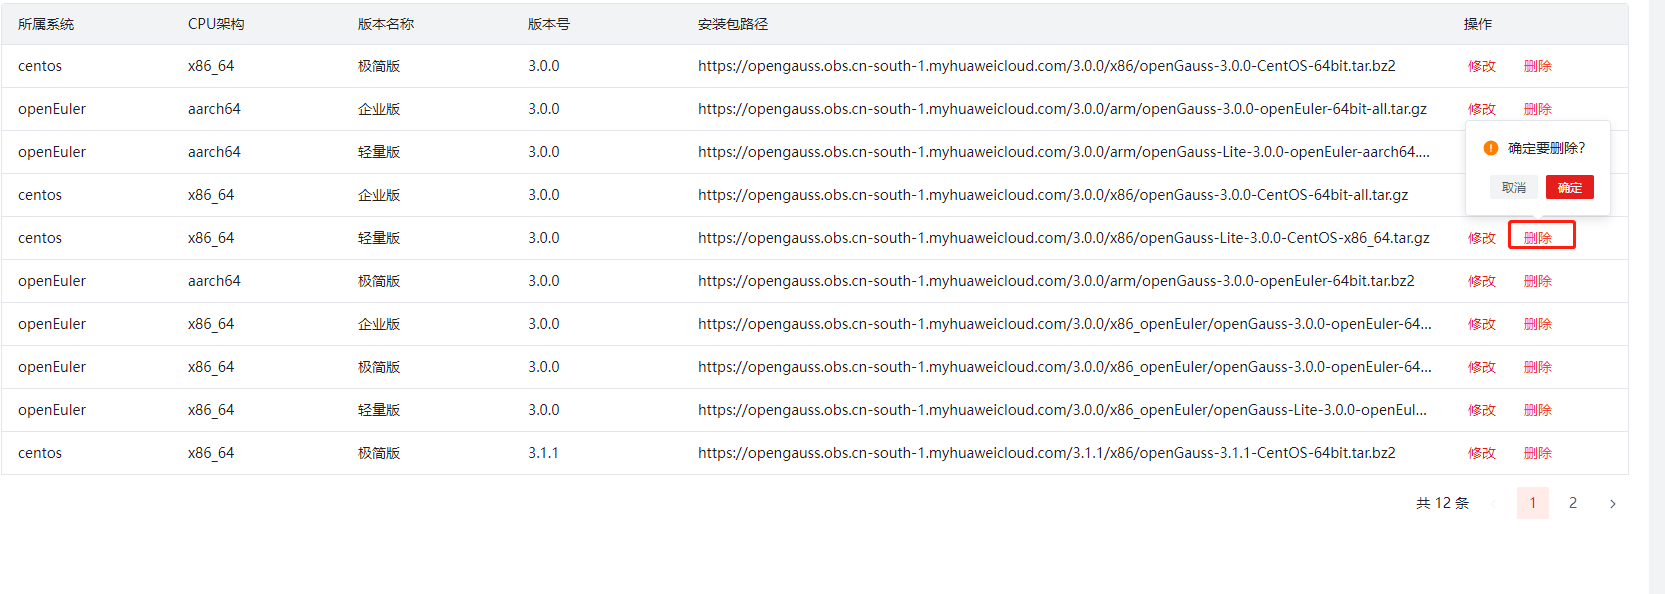 所属系统 CPU架构 版本名称 版本号 安装包路径 操作
centos x86_64 极简版 3.0.0 https://opengauss.obs.cn-south-1.myhuaweicloud.com/3.0.0/x86/openGauss-3.0.0-CentOS-64bit.tar.bz2 修改 删除
openEuler aarch64 企业版 3.0.0 https://opengauss.obs.cn-south-1.myhuaweicloud.com/3.0.0/arm/openGauss-3.0.0-openEuler-64bit-all.tar.gz 修改 删除
openEuler aarch64 轻量版 3.0.0 https://opengauss.obs.cn-south-1.myhuaweicloud.com/3.0.0/arm/openGauss-Lite-3.0.0-openEuler-aarch64....
确定要删除?
取消 确定
centos x86_64 企业版 3.0.0 https://opengauss.obs.cn-south-1.myhuaweicloud.com/3.0.0/x86/openGauss-3.0.0-CentOS-64bit-all.tar.gz
centos x86_64 轻量版 3.0.0 https://opengauss.obs.cn-south-1.myhuaweicloud.com/3.0.0/x86/openGauss-Lite-3.0.0-CentOS-x86_64.tar.gz 修改 删除
openEuler aarch64 极简版 3.0.0 https://opengauss.obs.cn-south-1.myhuaweicloud.com/3.0.0/arm/openGauss-3.0.0-openEuler-64bit.tar.bz2 修改 删除
openEuler x86_64 企业版 3.0.0 https://opengauss.obs.cn-south-1.myhuaweicloud.com/3.0.0/x86_openEuler/openGauss-3.0.0-openEuler-64... 修改 删除
openEuler x86_64 极简版 3.0.0 https://opengauss.obs.cn-south-1.myhuaweicloud.com/3.0.0/x86_openEuler/openGauss-3.0.0-openEuler-64... 修改 删除
openEuler x86_64 轻量版 3.0.0 https://opengauss.obs.cn-south-1.myhuaweicloud.com/3.0.0/x86_openEuler/openGauss-Lite-3.0.0-openEul... 修改 删除
centos x86_64 极简版 3.1.1 https://opengauss.obs.cn-south-1.myhuaweicloud.com/3.1.1/x86/openGauss-3.1.1-CentOS-64bit.tar.bz2 修改 删除
共 12 条 1 2